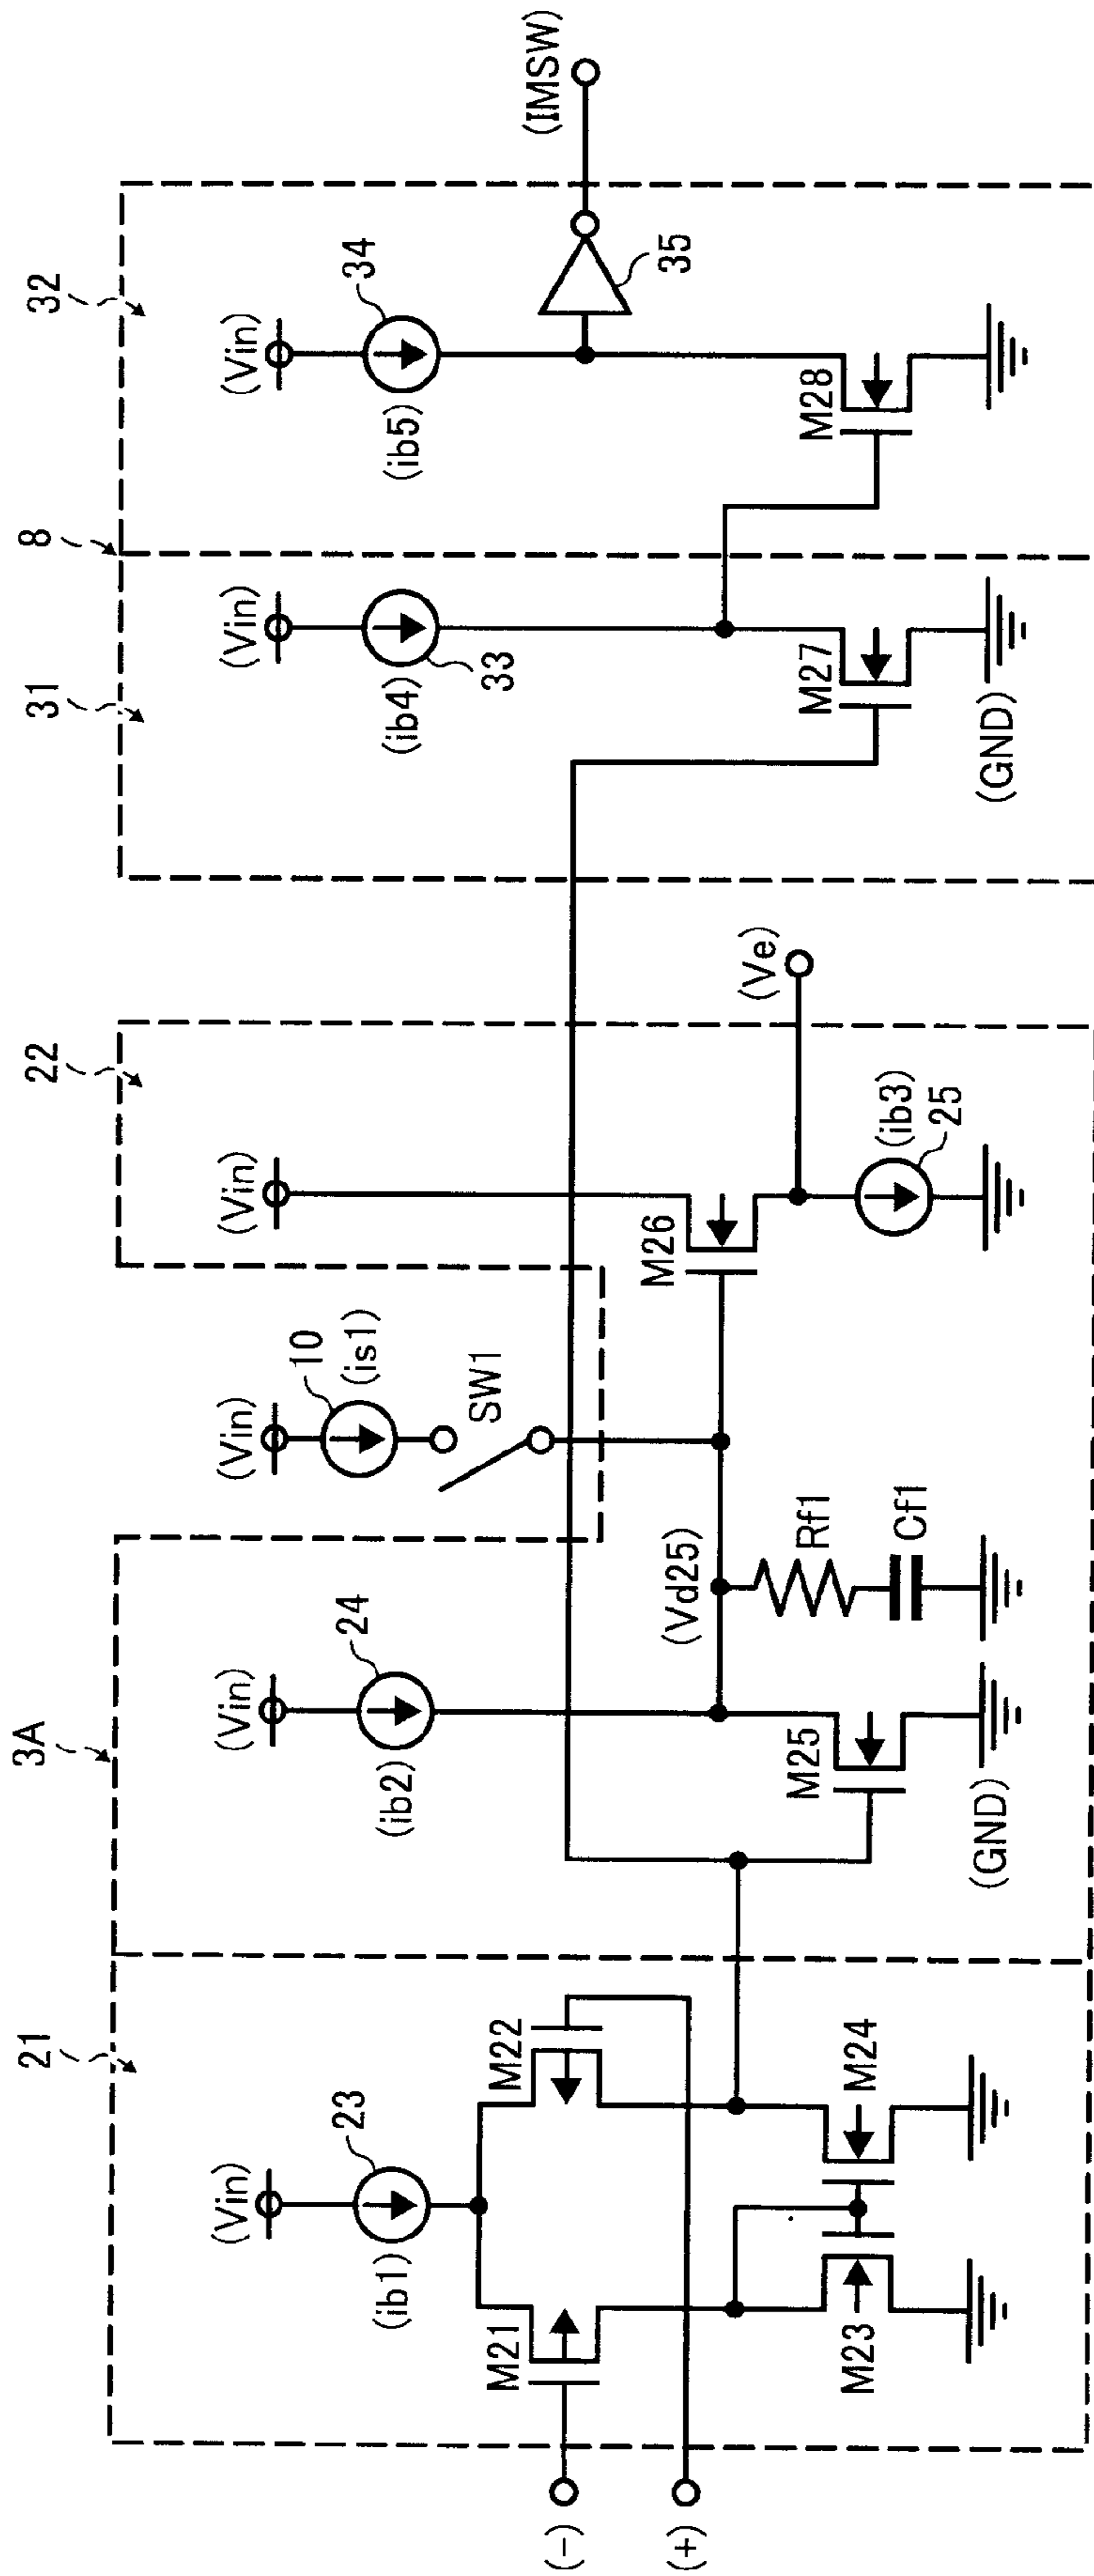 21
3A
22
31
8
32
(Vin)
(Vin)
(Vin)
(Vin)
(Vin)
(Vin)
23
(ib1)
24
(ib2)
10
(is1)
SW1
33
(ib4)
34
(ib5)
(IMSW)
35
(-)
(+)
M21
M22
M23
M24
M25
(GND)
(Vd25)
Rf1
Cf1
M26
(Ve)
(ib3)
25
M27
(GND)
M28